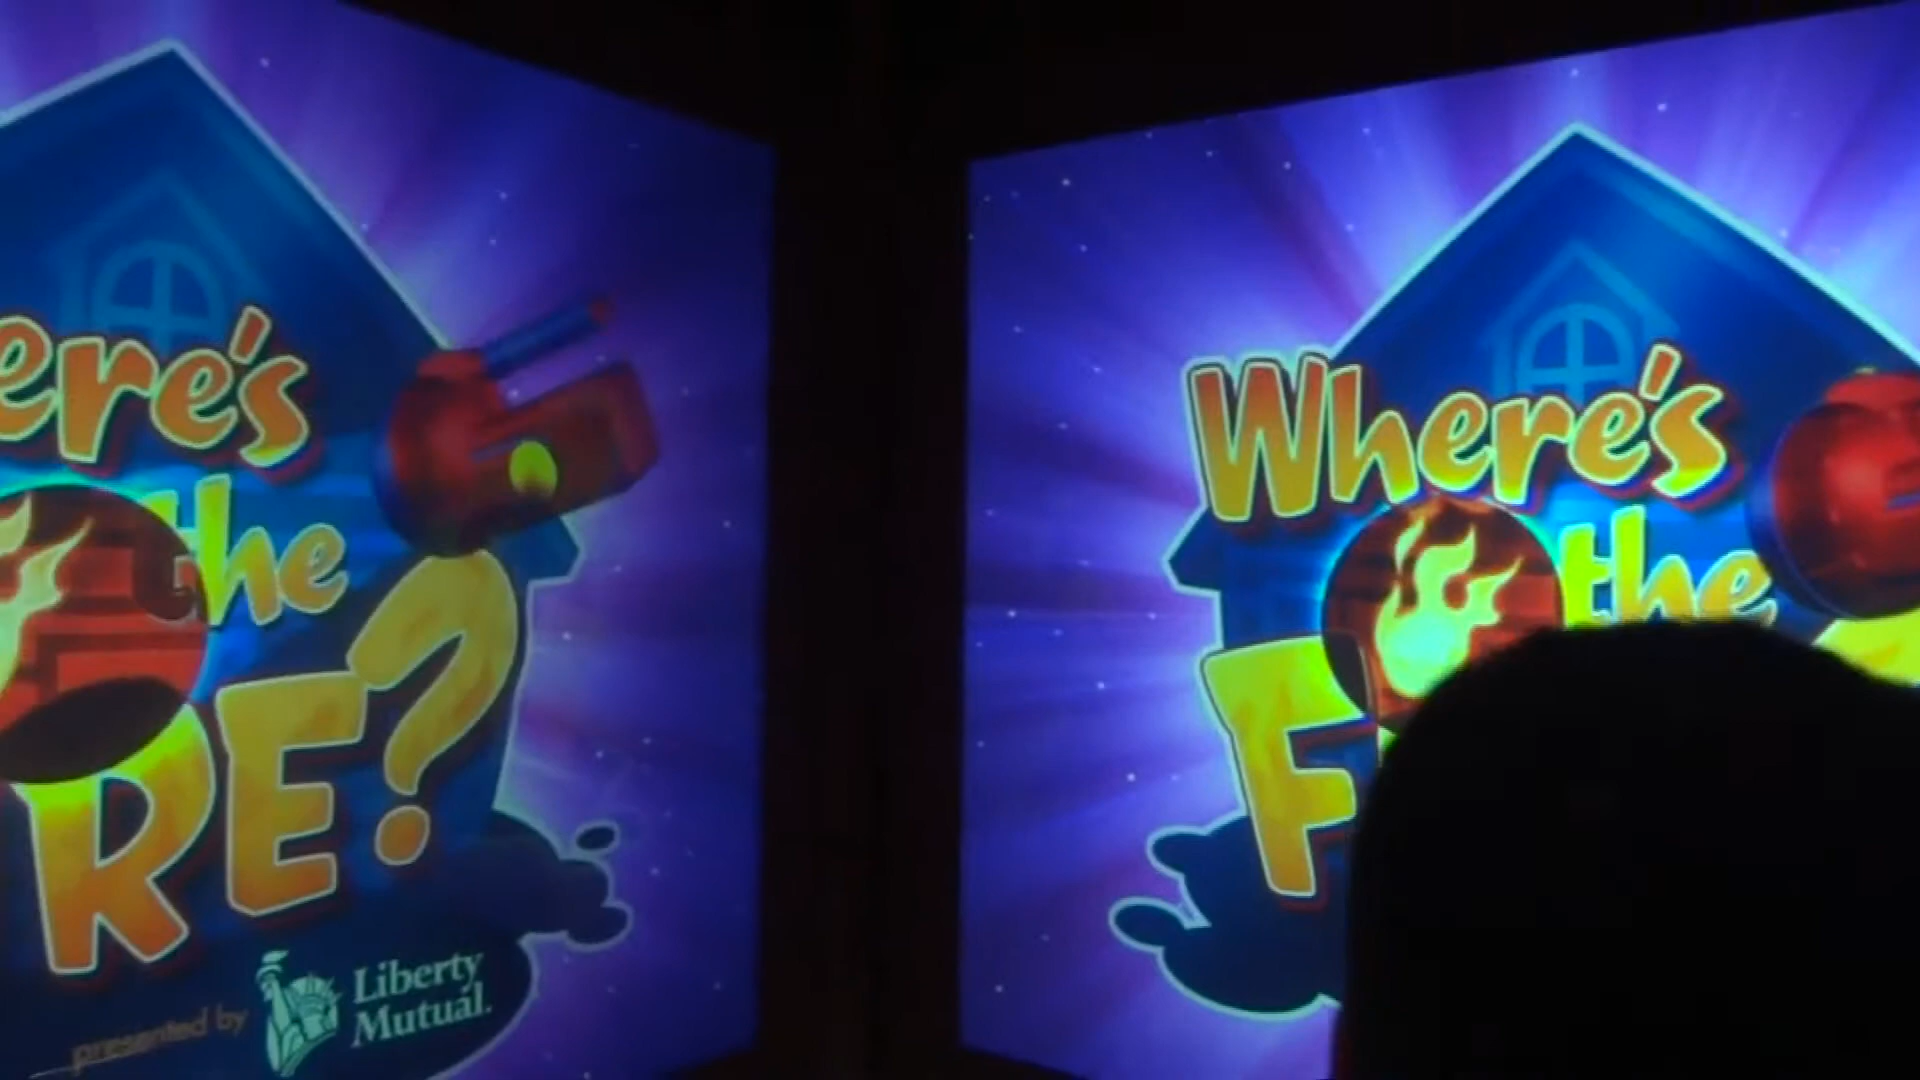 ere's
the
RE?
presented by
Liberty
Mutual.
Where's
the
F